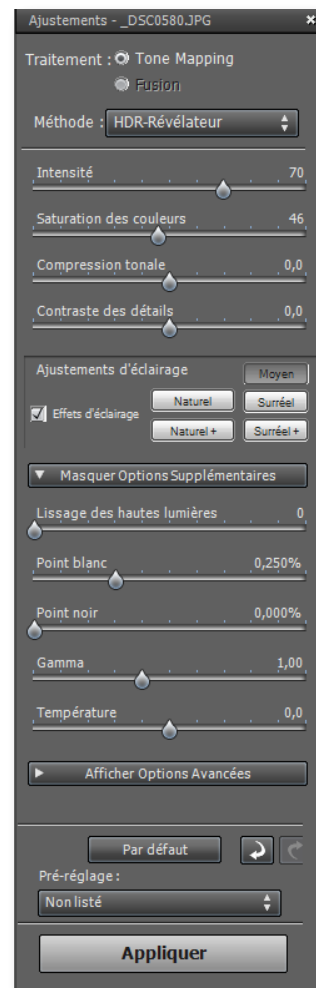 Ajustements - _DSC0580.JPG ×
Traitement : Tone Mapping
Fusion
Méthode : HDR-Révélateur
Intensité 70
Saturation des couleurs 46
Compression tonale 0,0
Contraste des détails 0,0
Ajustements d'éclairage Moyen
Effets d'éclairage Naturel Surréel
Naturel + Surréel +
Masquer Options Supplémentaires
Lissage des hautes lumières 0
Point blanc 0,250%
Point noir 0,000%
Gamma 1,00
Température 0,0
Afficher Options Avancées
Par défaut
Pré-réglage :
Non listé
Appliquer